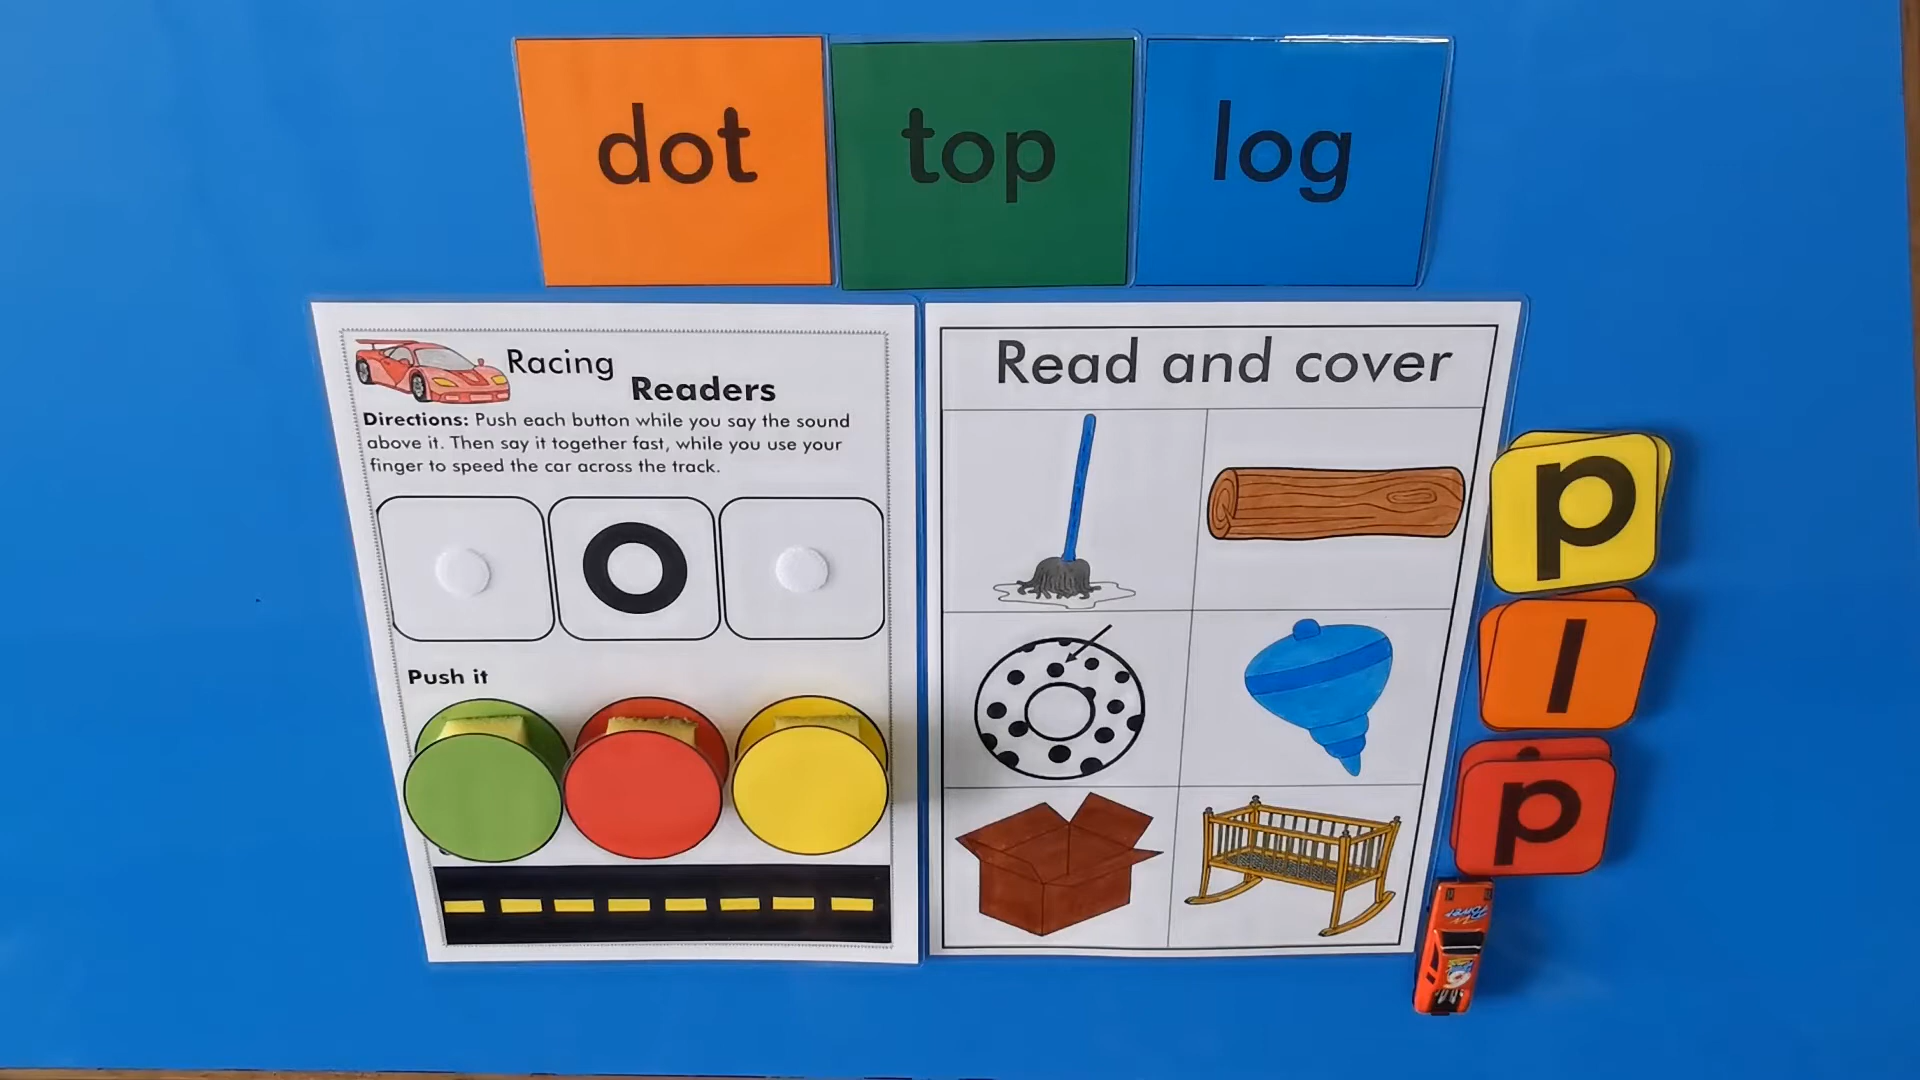 dot
top
log
Racing
Readers
Directions: Push each button while you say the sound
above it. Then say it together fast, while you use your
finger to speed the car across the track.
o
Push it
Read and cover
p
l
p